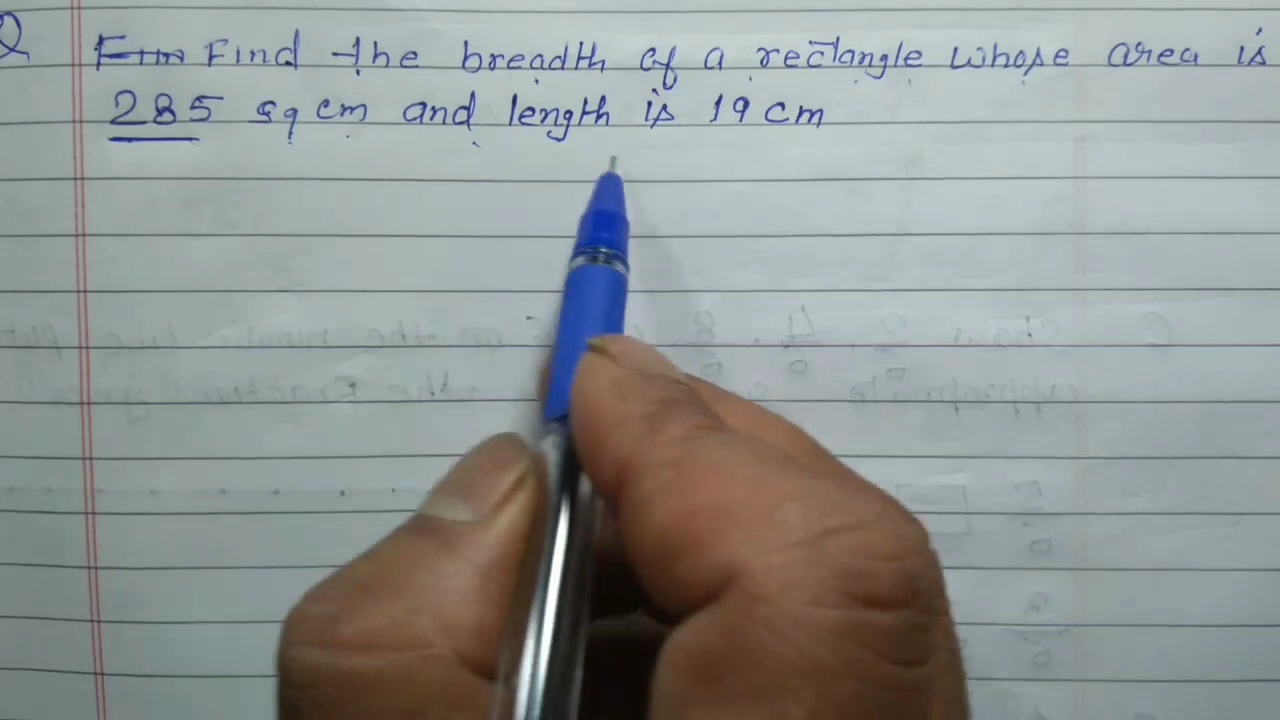 Q Find the breadth of a rectangle whose area is
285 sq cm and length is 19 cm